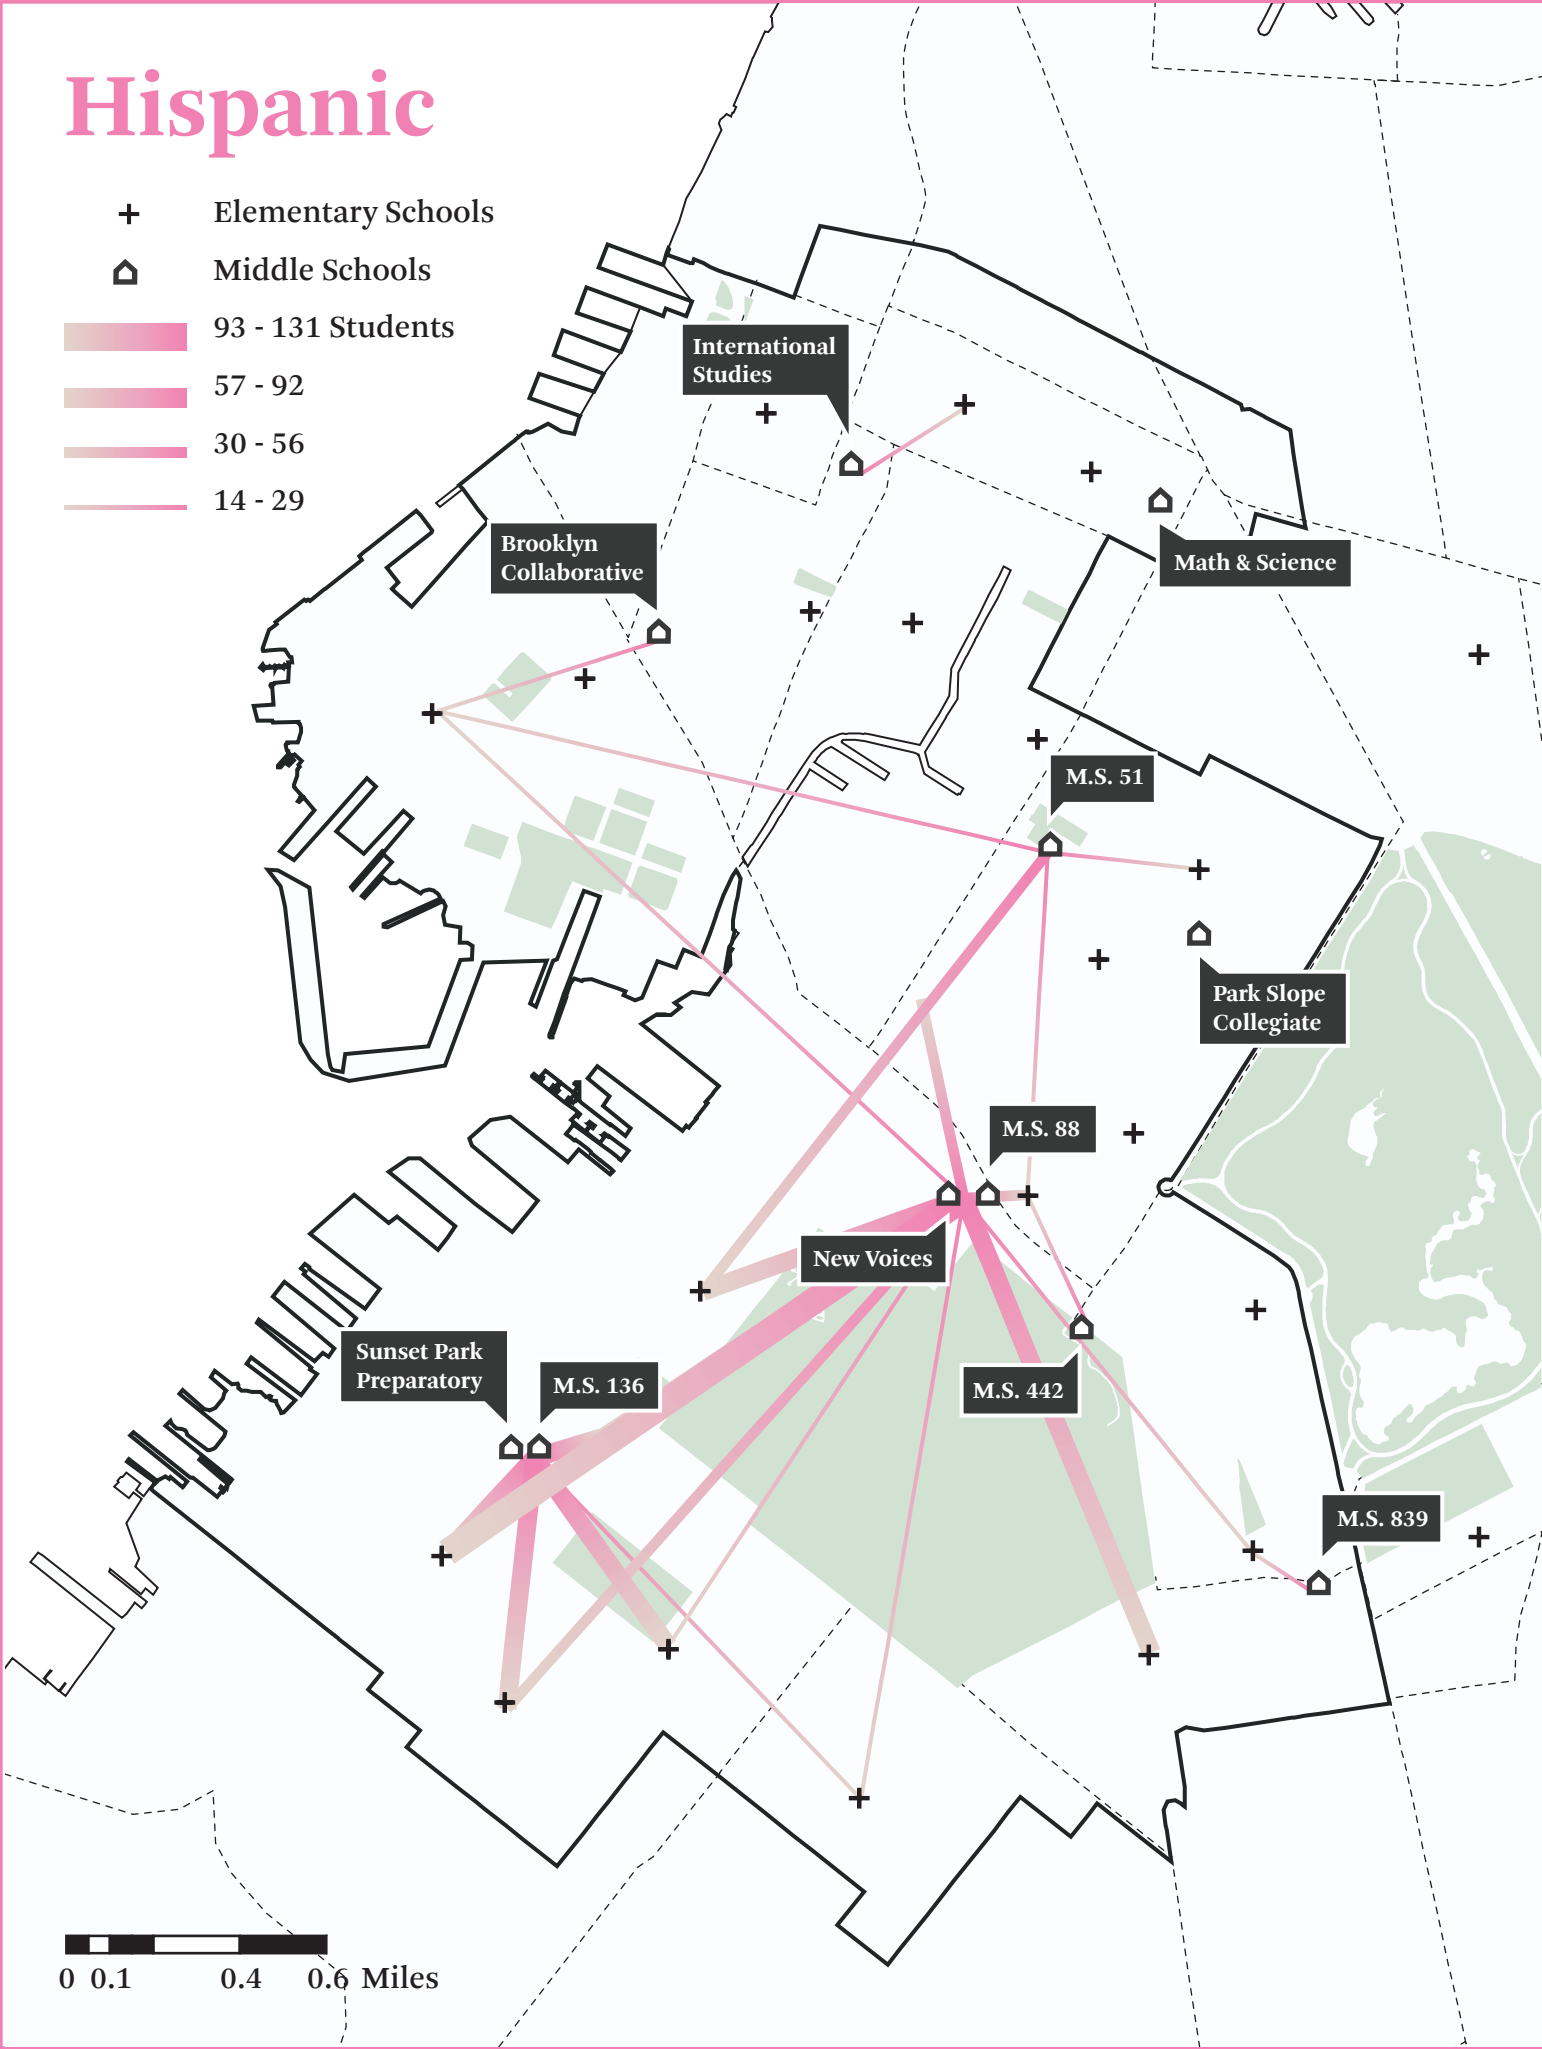 Hispanic
Elementary Schools
Middle Schools
93 - 131 Students
57 - 92
30 - 56
14 - 29
International
Studies
Brooklyn
Collaborative
Math & Science
M.S. 51
Park Slope
Collegiate
M.S. 88
New Voices
Sunset Park
Preparatory
M.S. 136
M.S. 442
M.S. 839
0 0.1 0.4 0.6 Miles